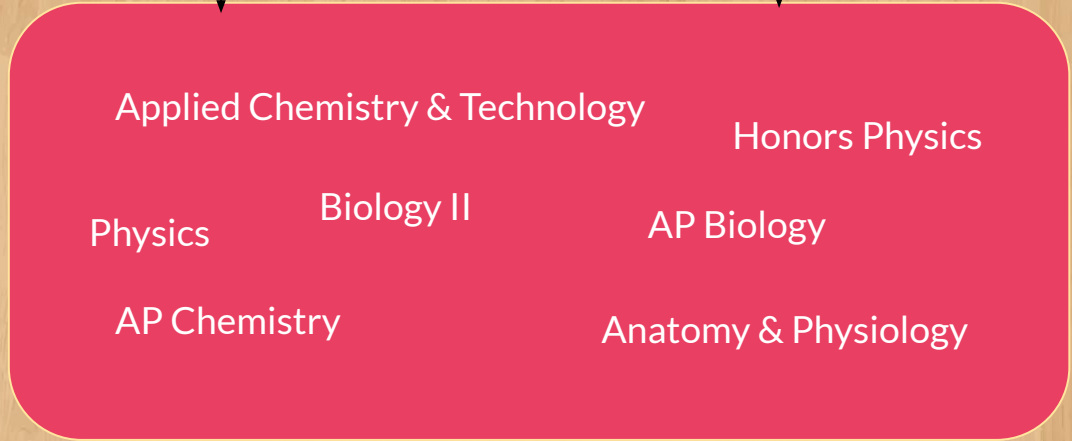 Applied Chemistry & Technology
Honors Physics
Biology II
AP Biology
Physics
AP Chemistry
Anatomy & Physiology